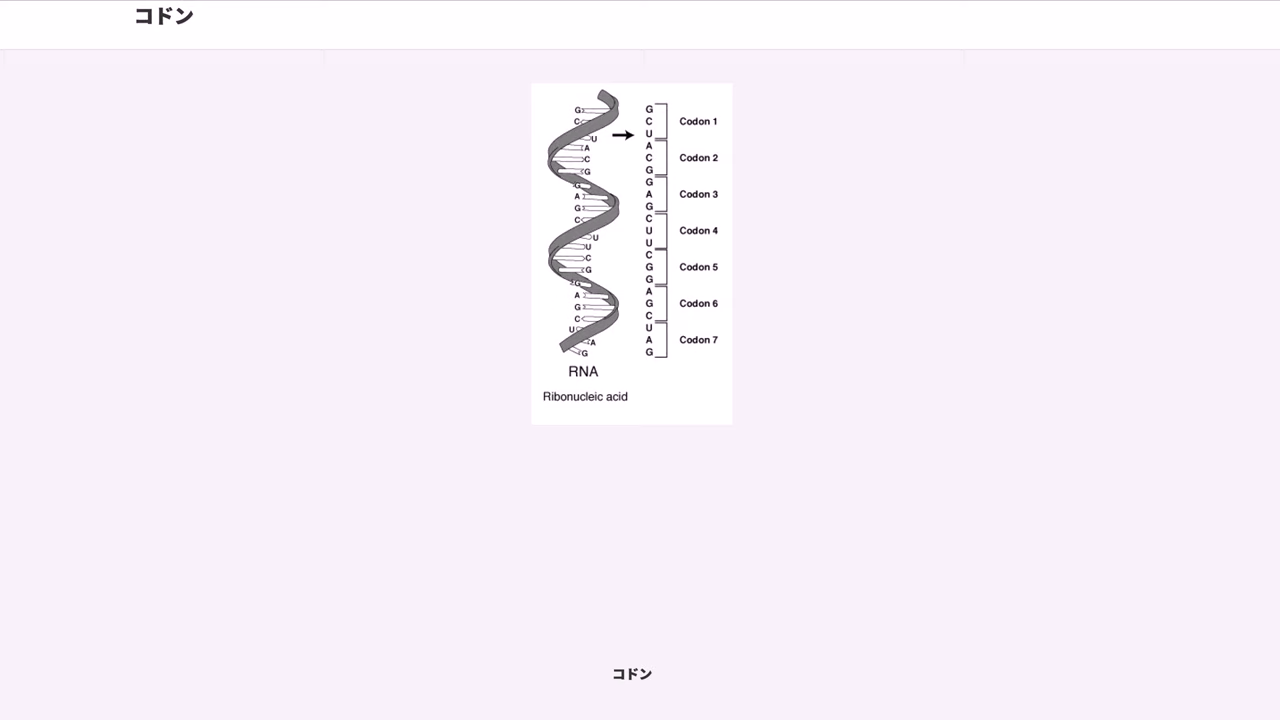 コドン
G
C
U
A
C
G
G
A
G
C
U
U
C
G
G
A
G
C
U
A
G
RNA
Ribonucleic acid
G
C
U
Codon 1
A
C
G
Codon 2
G
A
G
Codon 3
C
U
U
Codon 4
C
G
G
Codon 5
A
G
C
Codon 6
U
A
G
Codon 7
コドン